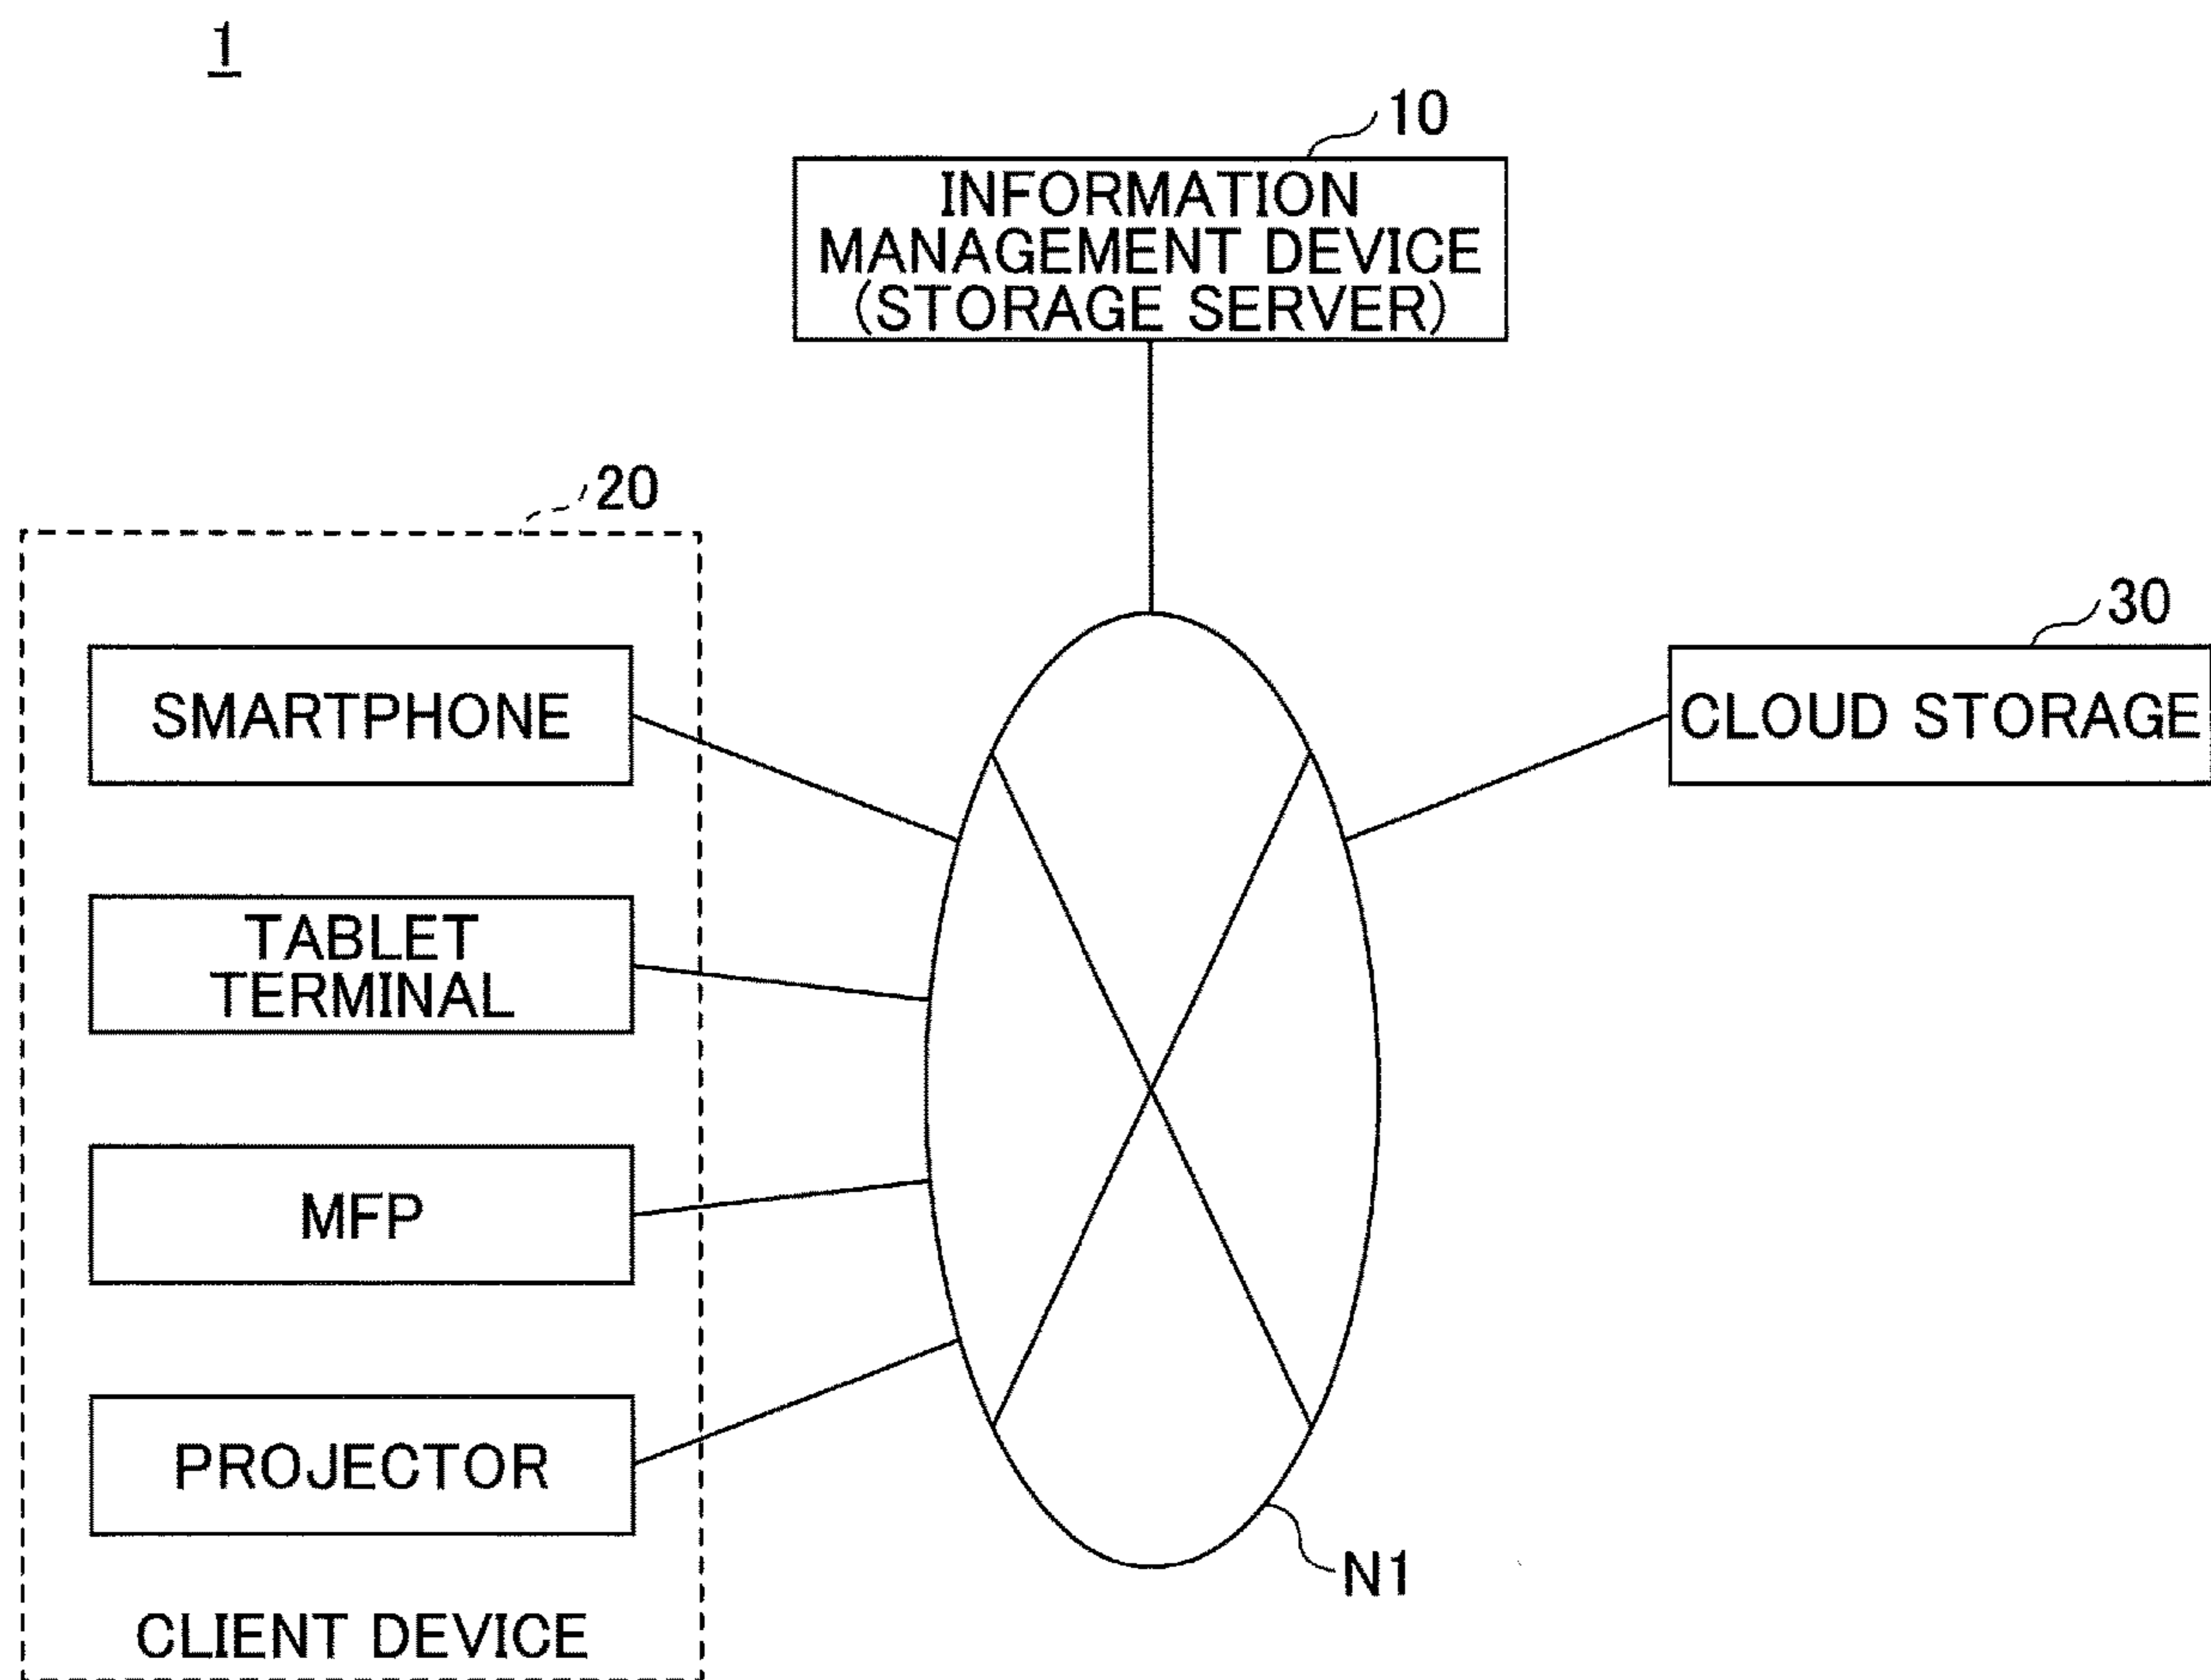 1
10
INFORMATION
MANAGEMENT DEVICE
(STORAGE SERVER)
20
30
SMARTPHONE
CLOUD STORAGE
TABLET
TERMINAL
MFP
PROJECTOR
N1
CLIENT DEVICE